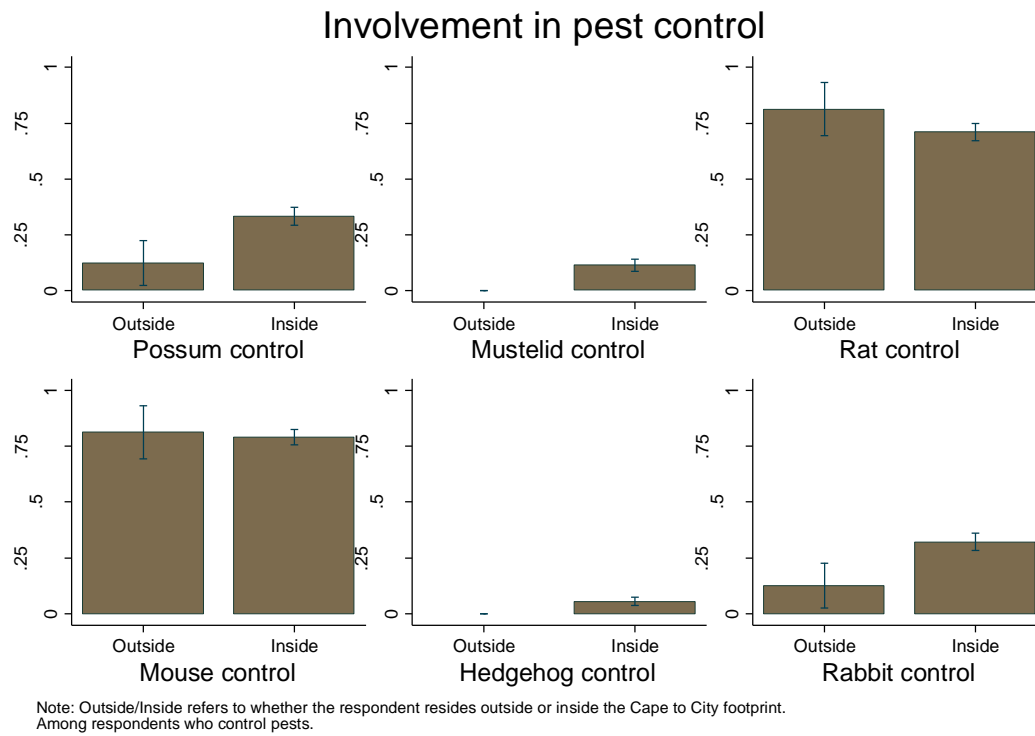 Involvement in pest control
1
.75
.5
.25
0
Outside Inside
Possum control
1
.75
.5
.25
0
Outside Inside
Mustelid control
1
.75
.5
.25
0
Outside Inside
Rat control
1
.75
.5
.25
0
Outside Inside
Mouse control
1
.75
.5
.25
0
Outside Inside
Hedgehog control
1
.75
.5
.25
0
Outside Inside
Rabbit control
Note: Outside/Inside refers to whether the respondent resides outside or inside the Cape to City footprint.
Among respondents who control pests.